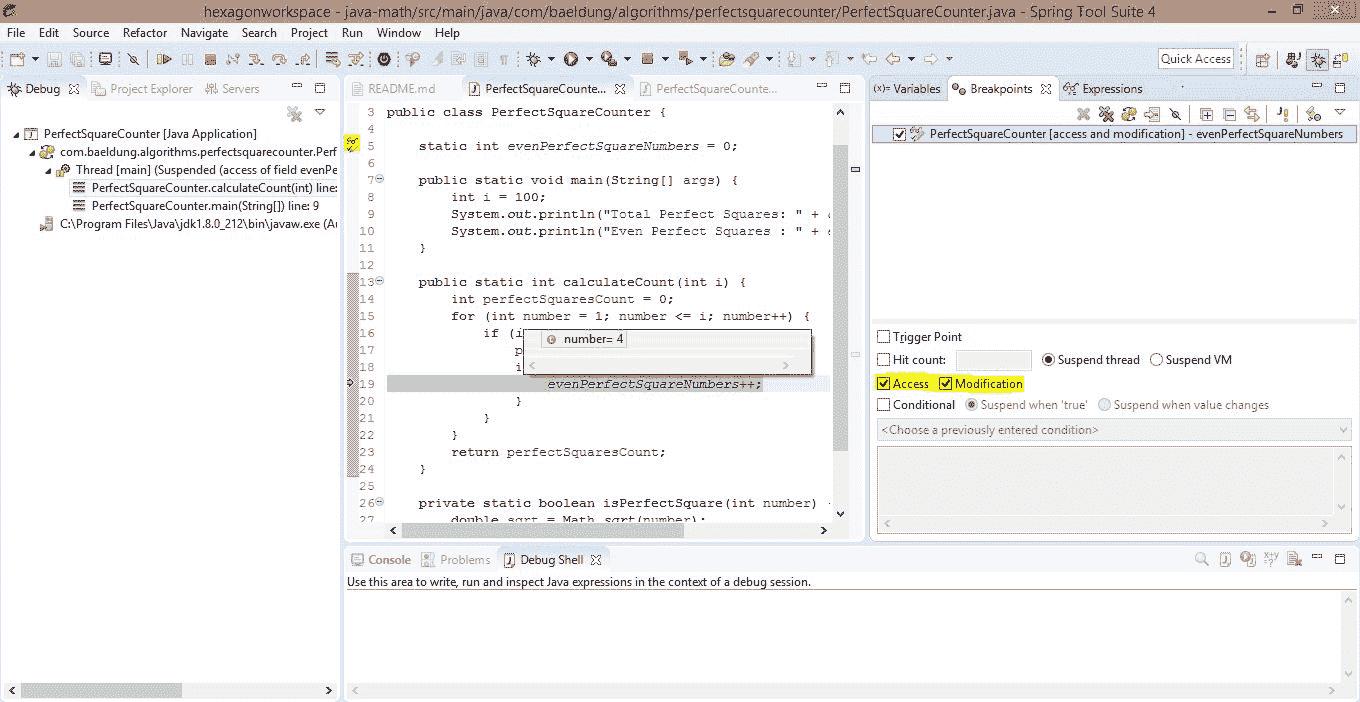 hexagonworkspace - java-math/src/main/java/com/baeldung/algorithms/perfectsquarecounter/PerfectSquareCounter.java - Spring Tool Suite 4
File Edit Source Refactor Navigate Search Project Run Window Help
Quick Access
Debug Project Explorer Servers
PerfectSquareCounter [Java Application]
com.baeldung.algorithms.perfectsquarecounter.Perf
Thread [main] (Suspended (access of field evenPe
PerfectSquareCounter.calculateCount(int) line:
PerfectSquareCounter.main(String[]) line: 9
C:\Program Files\Java\jdk1.8.0_212\bin\javaw.exe (Au
README.md PerfectSquareCounte... PerfectSquareCounte...
3 public class PerfectSquareCounter {
4
5 static int evenPerfectSquareNumbers = 0;
6
7 public static void main(String[] args) {
8 int i = 100;
9 System.out.println("Total Perfect Squares: " +
10 System.out.println("Even Perfect Squares : " +
11 }
12
13 public static int calculateCount(int i) {
14 int perfectSquaresCount = 0;
15 for (int number = 1; number <= i; number++) {
16 if (i
17 p
18 i
number= 4
19 evenPerfectSquareNumbers++;
20 }
21 }
22 }
23 return perfectSquaresCount;
24 }
25
26 private static boolean isPerfectSquare(int number)
27 double sqrt = Math.sqrt(number);
(x)= Variables Breakpoints Expressions
PerfectSquareCounter [access and modification] - evenPerfectSquareNumbers
Trigger Point
Hit count: Suspend thread Suspend VM
Access Modification
Conditional Suspend when 'true' Suspend when value changes
<Choose a previously entered condition>
Console Problems Debug Shell
Use this area to write, run and inspect Java expressions in the context of a debug session.